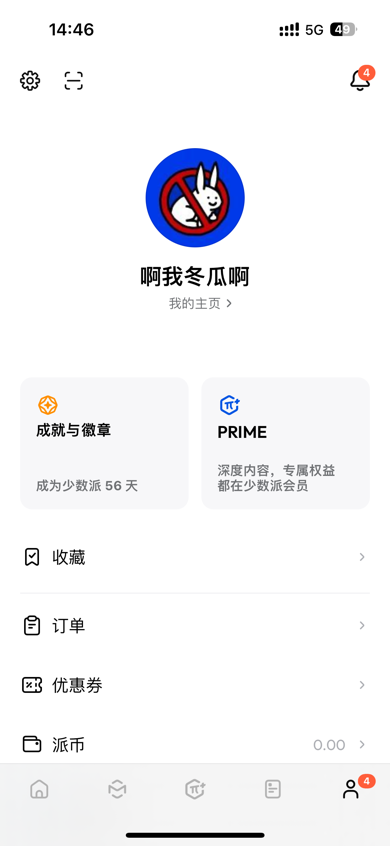 14:46
5G
49
4
啊我冬瓜啊
我的主页
成就与徽章
成为少数派 56 天
PRIME
深度内容，专属权益
都在少数派会员
收藏
订单
优惠券
派币
0.00
4